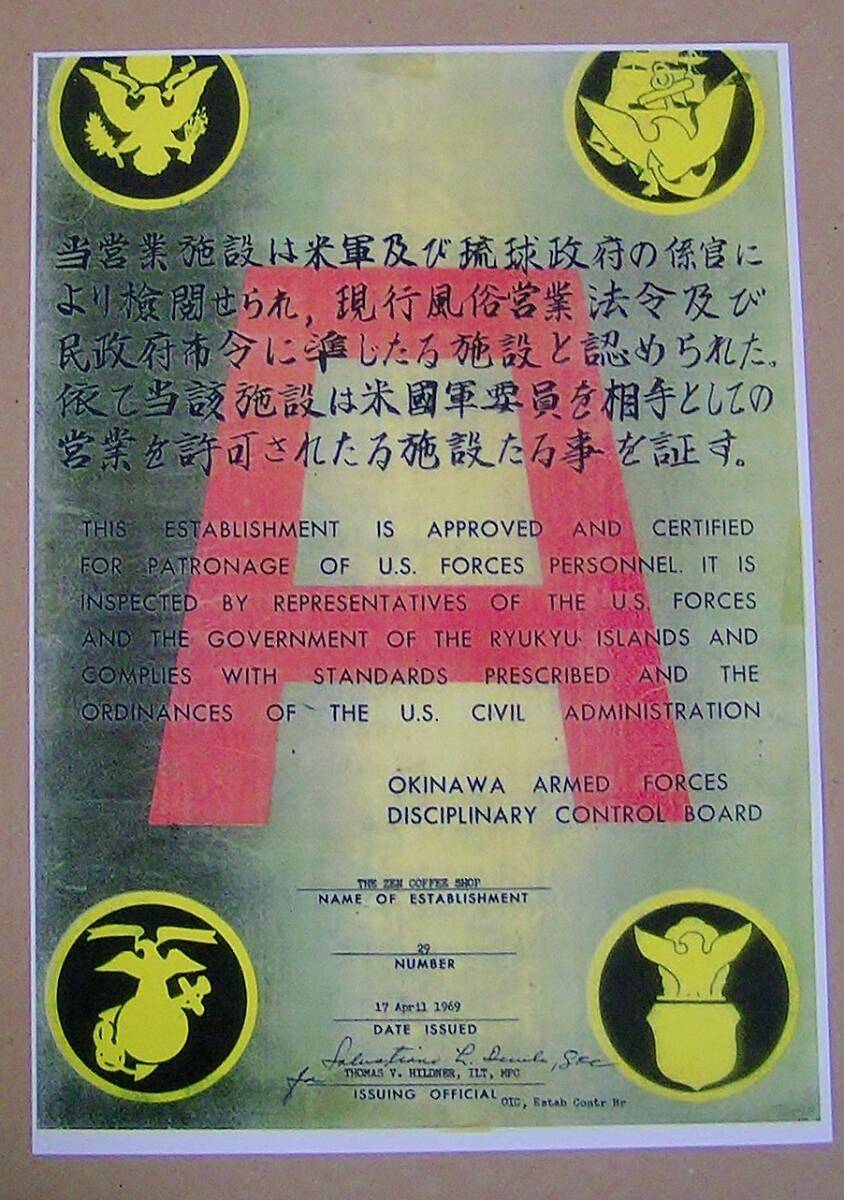 当営業施設は米軍及び琉球政府の係官に
より檢閲せられ，現行風俗営業法令及び
民政府布令に準じたる施設と認められた。
依て当該施設は米國軍要員を相手としての
営業を許可されたる施設たる事を証す。
THIS ESTABLISHMENT IS APPROVED AND CERTIFIED
FOR PATRONAGE OF U.S. FORCES PERSONNEL. IT IS
INSPECTED BY REPRESENTATIVES OF THE U.S. FORCES
AND THE GOVERNMENT OF THE RYUKYU ISLANDS AND
COMPLIES WITH STANDARDS PRESCRIBED AND THE
ORDINANCES OF THE U.S. CIVIL ADMINISTRATION
A
OKINAWA ARMED FORCES
DISCIPLINARY CONTROL BOARD
THE ZEN COFFEE SHOP
NAME OF ESTABLISHMENT
29
NUMBER
17 April 1969
DATE ISSUED
for
THOMAS V. HILDNER, 1LT, MPC
ISSUING OFFICIAL OIC, Estab Contr Br